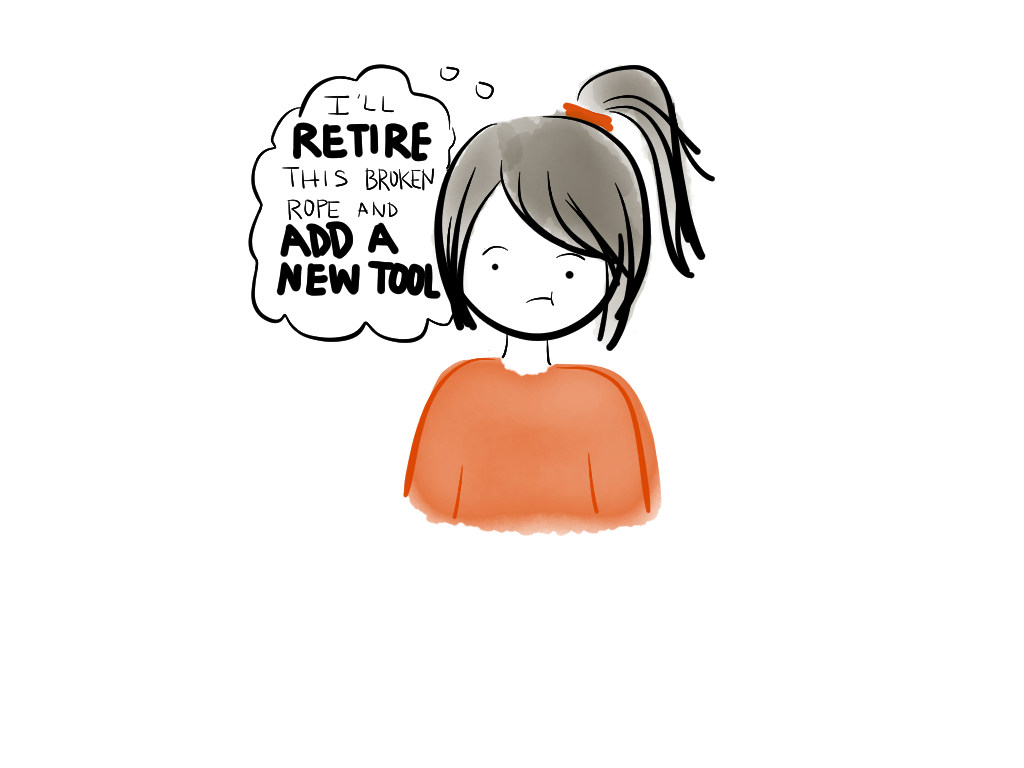 I'LL
RETIRE
THIS BROKEN
ROPE AND
ADD A
NEW TOOL